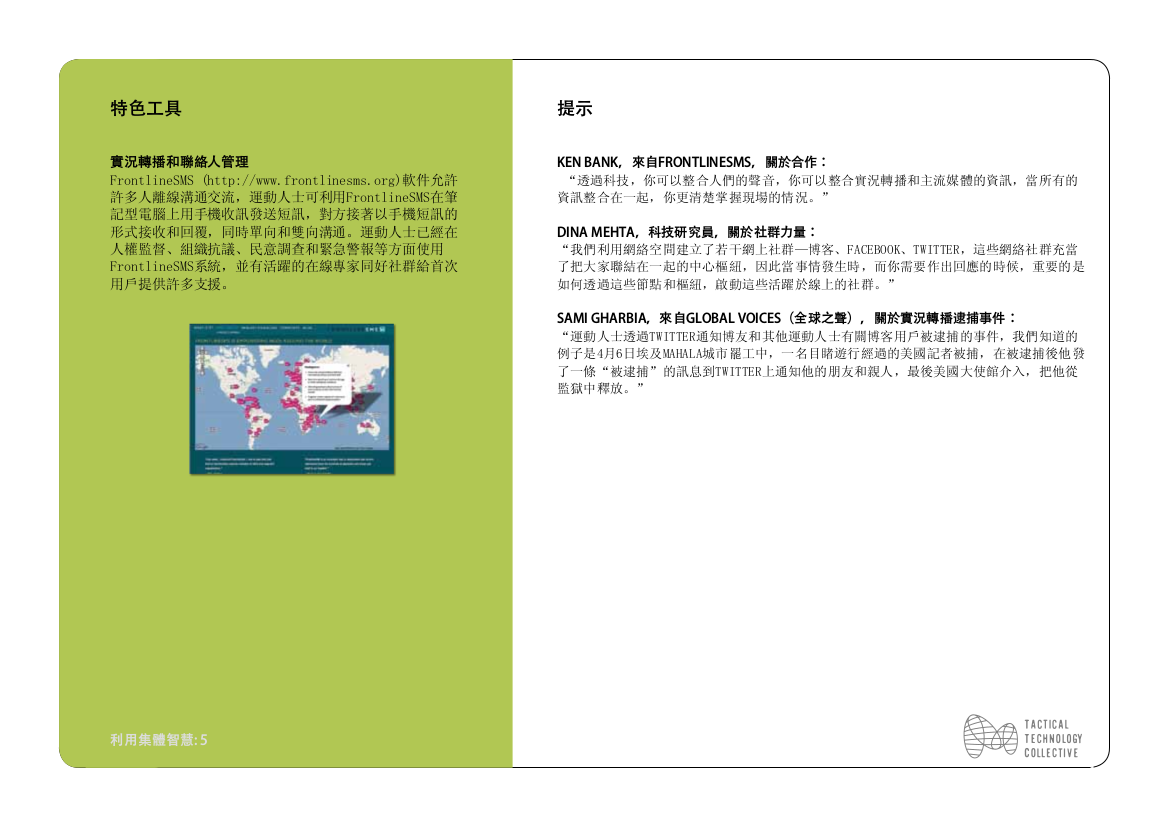 特色工具
實況轉播和聯絡人管理
FrontlineSMS (http://www.frontlinesms.org)軟件允許
許多人離線溝通交流，運動人士可利用FrontlineSMS在筆
記型電腦上用手機收訊發送短訊，對方接著以手機短訊的
形式接收和回覆，同時單向和雙向溝通。運動人士已經在
人權監督、組織抗議、民意調查和緊急警報等方面使用
FrontlineSMS系統，並有活躍的在線專家同好社群給首次
用戶提供許多支援。
利用集體智慧: 5
提示
KEN BANK，來自FRONTLINESMS，關於合作：
“透過科技，你可以整合人們的聲音，你可以整合實況轉播和主流媒體的資訊，當所有的
資訊整合在一起，你更清楚掌握現場的情況。”
DINA MEHTA，科技研究員，關於社群力量：
“我們利用網絡空間建立了若干網上社群—博客、FACEBOOK、TWITTER，這些網絡社群充當
了把大家聯結在一起的中心樞紐，因此當事情發生時，而你需要作出回應的時候，重要的是
如何透過這些節點和樞紐，啟動這些活躍於線上的社群。”
SAMI GHARBIA，來自GLOBAL VOICES（全球之聲），關於實況轉播逮捕事件：
“運動人士透過TWITTER通知博友和其他運動人士有關博客用戶被逮捕的事件，我們知道的
例子是4月6日埃及MAHALA城市罷工中，一名目睹遊行經過的美國記者被捕，在被逮捕後他發
了一條“被逮捕”的訊息到TWITTER上通知他的朋友和親人，最後美國大使館介入，把他從
監獄中釋放。”
TACTICAL
TECHNOLOGY
COLLECTIVE